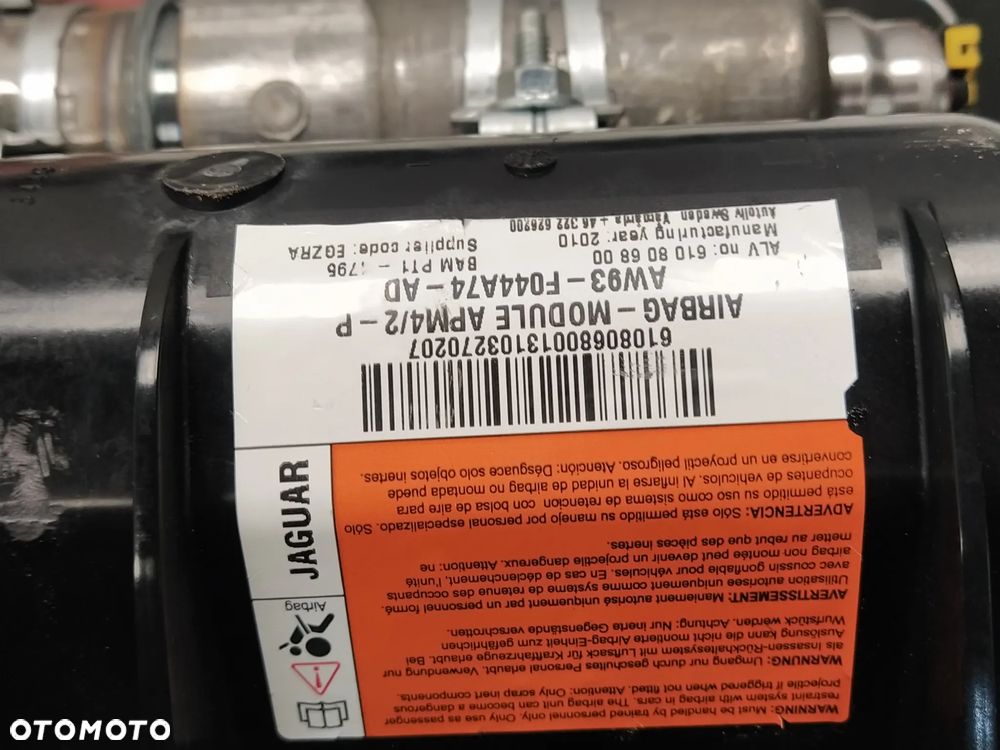 WARNING: Must be handled by trained personnel only. Only use as passenger
restraint system with airbag in cars. The airbag unit can become a dangerous
projectile if triggered when not fitted. Attention: Only scrap inert components.
WARNUNG: Umgang nur durch geschultes Personal erlaubt. Verwendung nur
als Insassen-Rückhaltesystem mit Luftsack für Kraftfahrzeuge erlaubt. Bei
Auslösung kann die nicht montierte Airbag-Einheit zum gefährlichen
Wurfstück werden. Achtung: Nur inerte Gegenstände verschrotten.
AVERTISSEMENT: Maniement autorisé uniquement par un personnel formé.
Utilisation autorisée uniquement comme système de retenue des occupants
avec coussin gonflable pour véhicules. En cas de déclenchement, l'unité
airbag non montée peut devenir un projectile dangereux. Attention: ne
metter au rebut que des pièces inertes.
ADVERTENCIA: Sólo está permitido su manejo por personal especializado. Sólo
está permitido su uso como sistema de retención con bolsa de aire para
ocupantes de vehículos. Al infiarse la unidad de airbag no montada puede
convertirse en un proyectil peligroso. Atención: Désguace solo objetos inertes.
Airbag
JAGUAR
61080680013103270207
AIRBAG-MODULE APM4/2-P
AW93-F044A74-AD
ALV no: 610 80 68 00
BAM PT1 - 1795
Manufacturing year: 2010
Supplier code: EGZRA
Autoliv Sweden Vårgårda + 46 322 626200
OTOMOTO